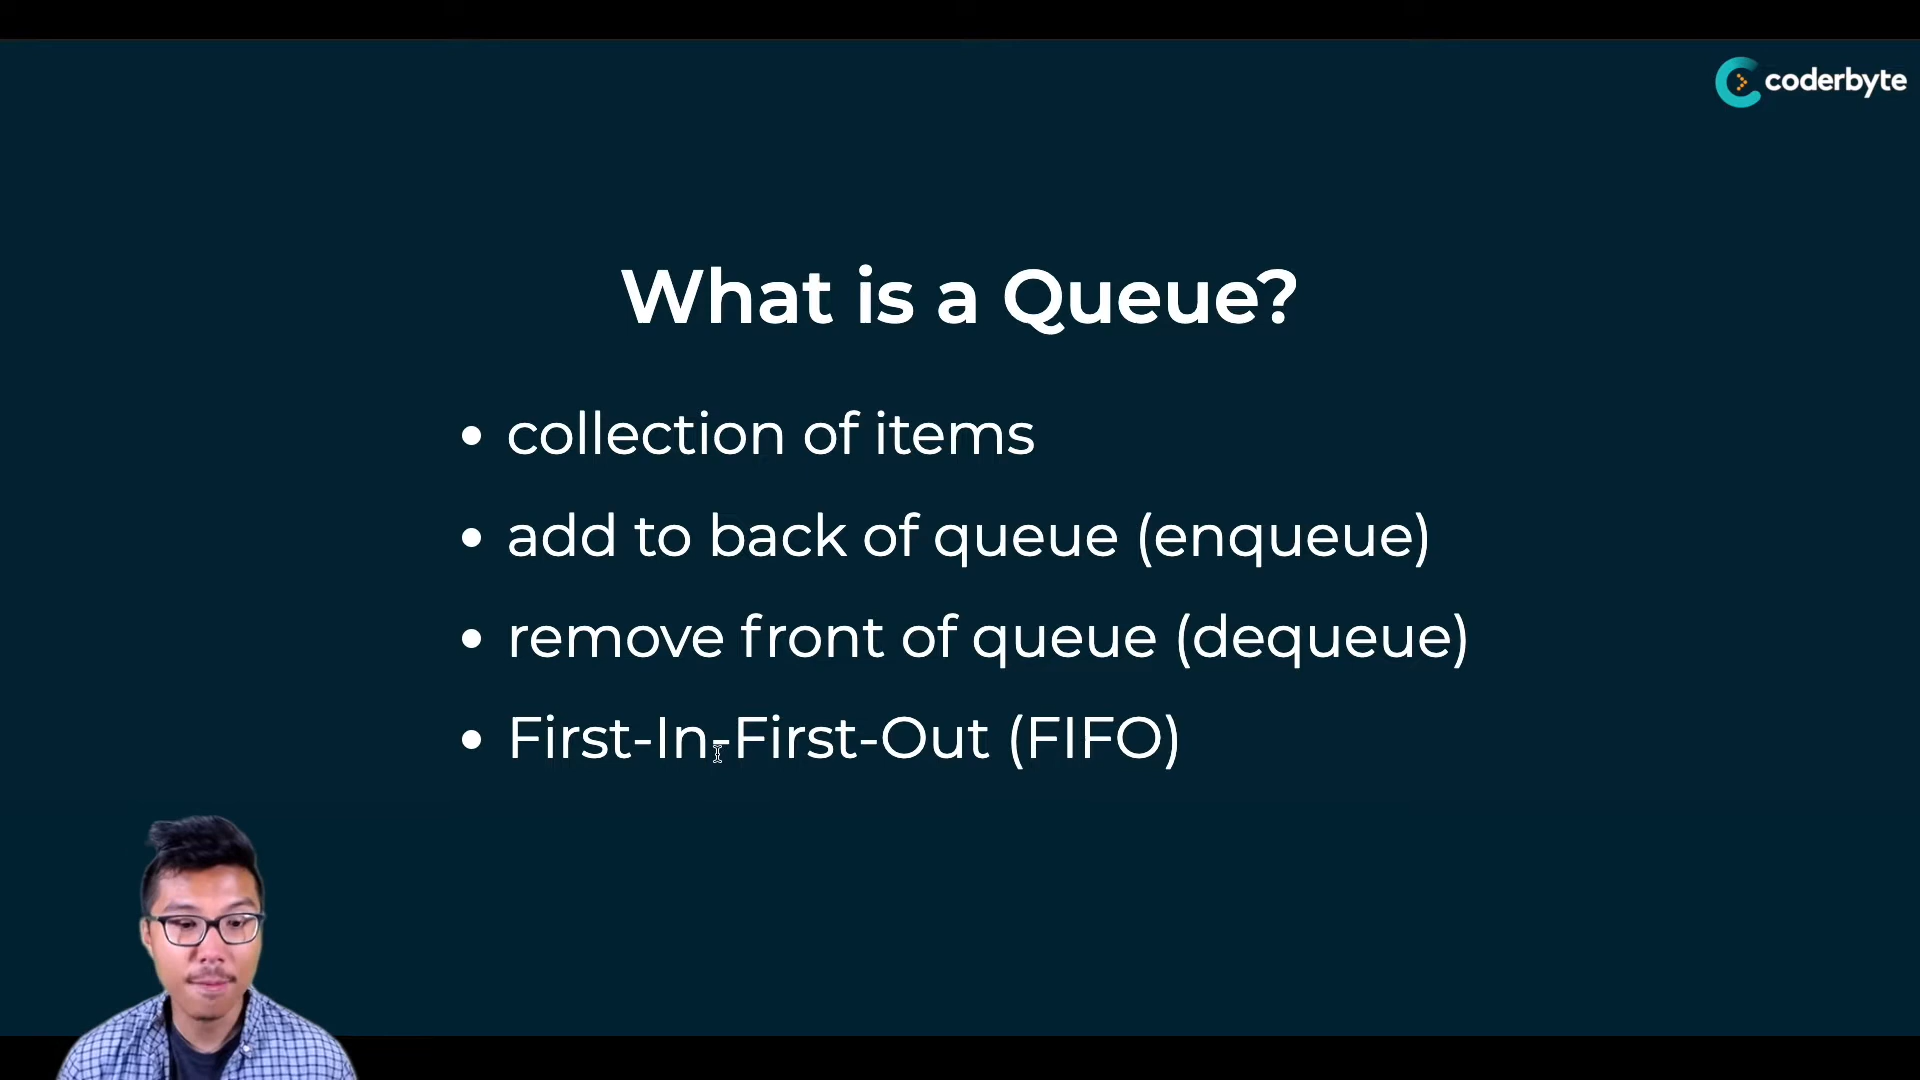 coderbyte
What is a Queue?
• collection of items
• add to back of queue (enqueue)
• remove front of queue (dequeue)
• First-In-First-Out (FIFO)